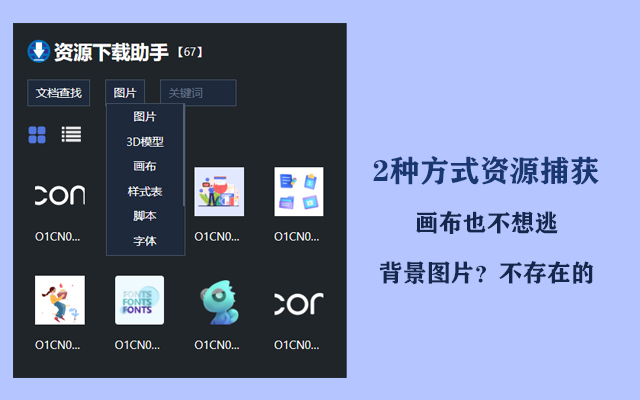 资源下载助手【67】
文档查找 图片 关键词
图片
3D模型
画布
样式表
脚本
字体
con
O1CN0... O1CN0... O1CN0...
FONTS
FONTS
FONTS
cor
O1CN0... O1CN0... O1CN0... O1CN0...
2种方式资源捕获
画布也不想逃
背景图片？不存在的